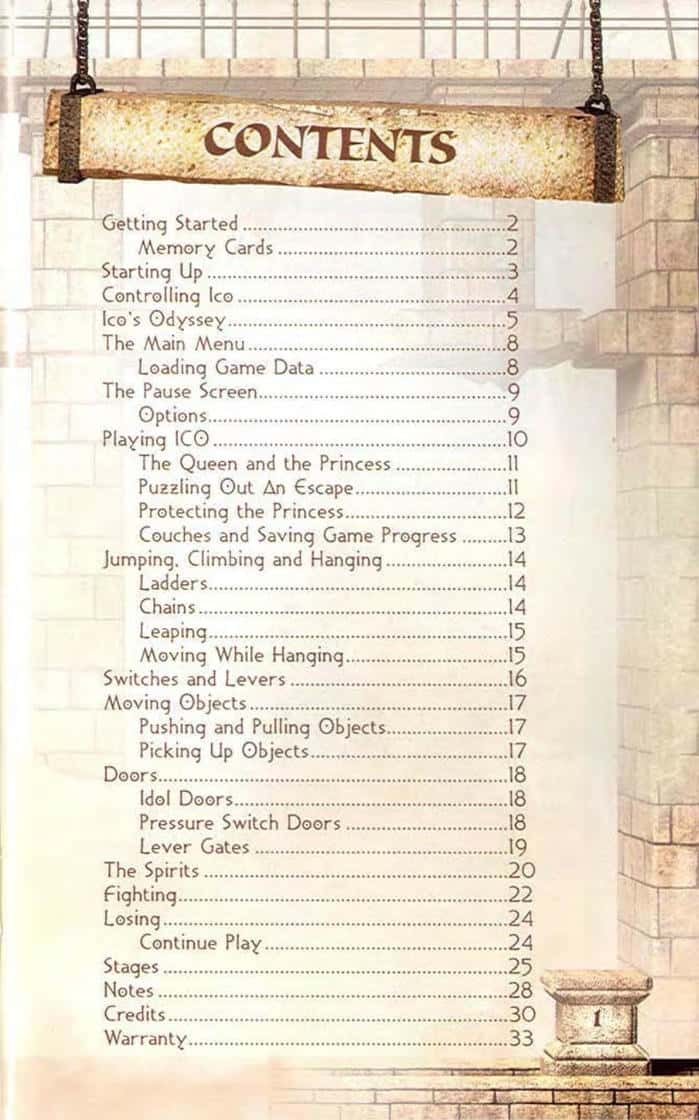 CONTENTS
Getting Started ........ 2
Memory Cards ........ 2
Starting Up ........ 3
Controlling Ico ........ 4
Ico's Odyssey ........ 5
The Main Menu ........ 8
Loading Game Data ........ 8
The Pause Screen ........ 9
Options ........ 9
Playing ICO ........ 10
The Queen and the Princess ........ 11
Puzzling Out An Escape ........ 11
Protecting the Princess ........ 12
Couches and Saving Game Progress ........ 13
Jumping, Climbing and Hanging ........ 14
Ladders ........ 14
Chains ........ 14
Leaping ........ 15
Moving While Hanging ........ 15
Switches and Levers ........ 16
Moving Objects ........ 17
Pushing and Pulling Objects ........ 17
Picking Up Objects ........ 17
Doors ........ 18
Idol Doors ........ 18
Pressure Switch Doors ........ 18
Lever Gates ........ 19
The Spirits ........ 20
Fighting ........ 22
Losing ........ 24
Continue Play ........ 24
Stages ........ 25
Notes ........ 28
Credits ........ 30
Warranty ........ 33
1